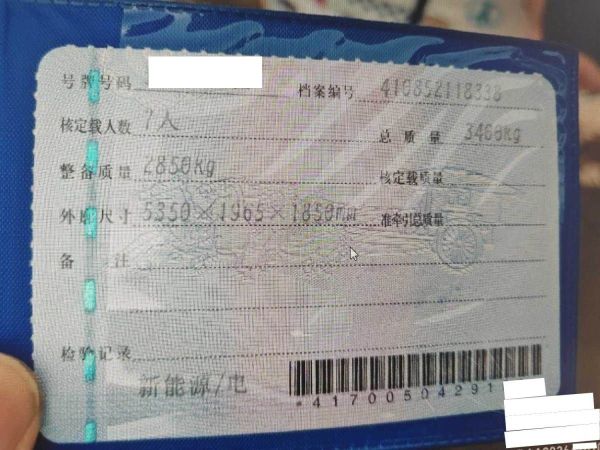 号牌号码 档案编号 410852118338
核定载人数 7人 总质量 3460kg
整备质量 2850kg 核定载质量
外廓尺寸 5350×1965×1850mm 准牵引总质量
备注
检验记录
新能源/电
*41700504291